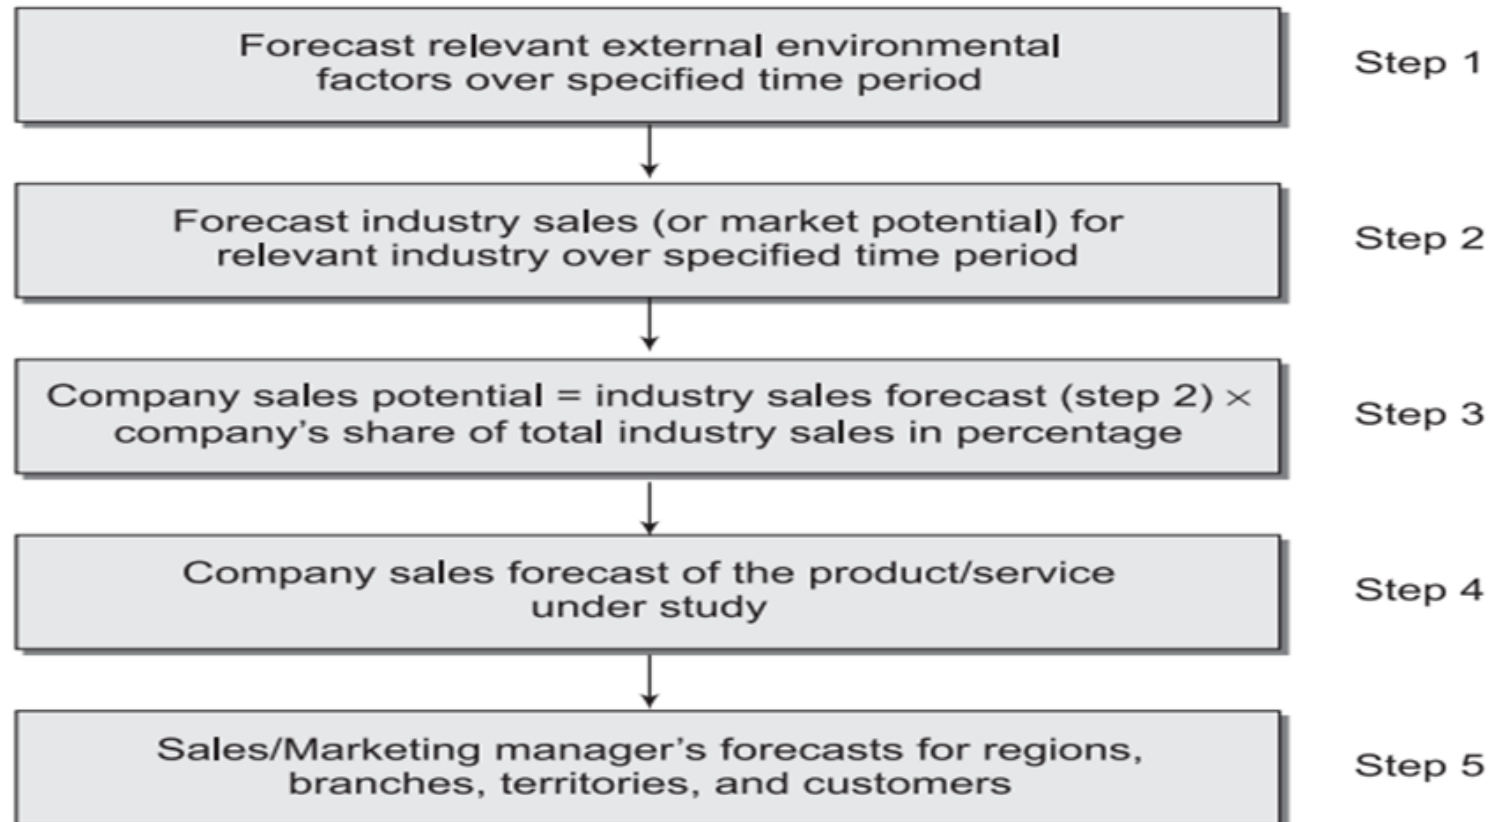 Forecast relevant external environmental
factors over specified time period
Step 1
Forecast industry sales (or market potential) for
relevant industry over specified time period
Step 2
Company sales potential = industry sales forecast (step 2) ×
company’s share of total industry sales in percentage
Step 3
Company sales forecast of the product/service
under study
Step 4
Sales/Marketing manager’s forecasts for regions,
branches, territories, and customers
Step 5